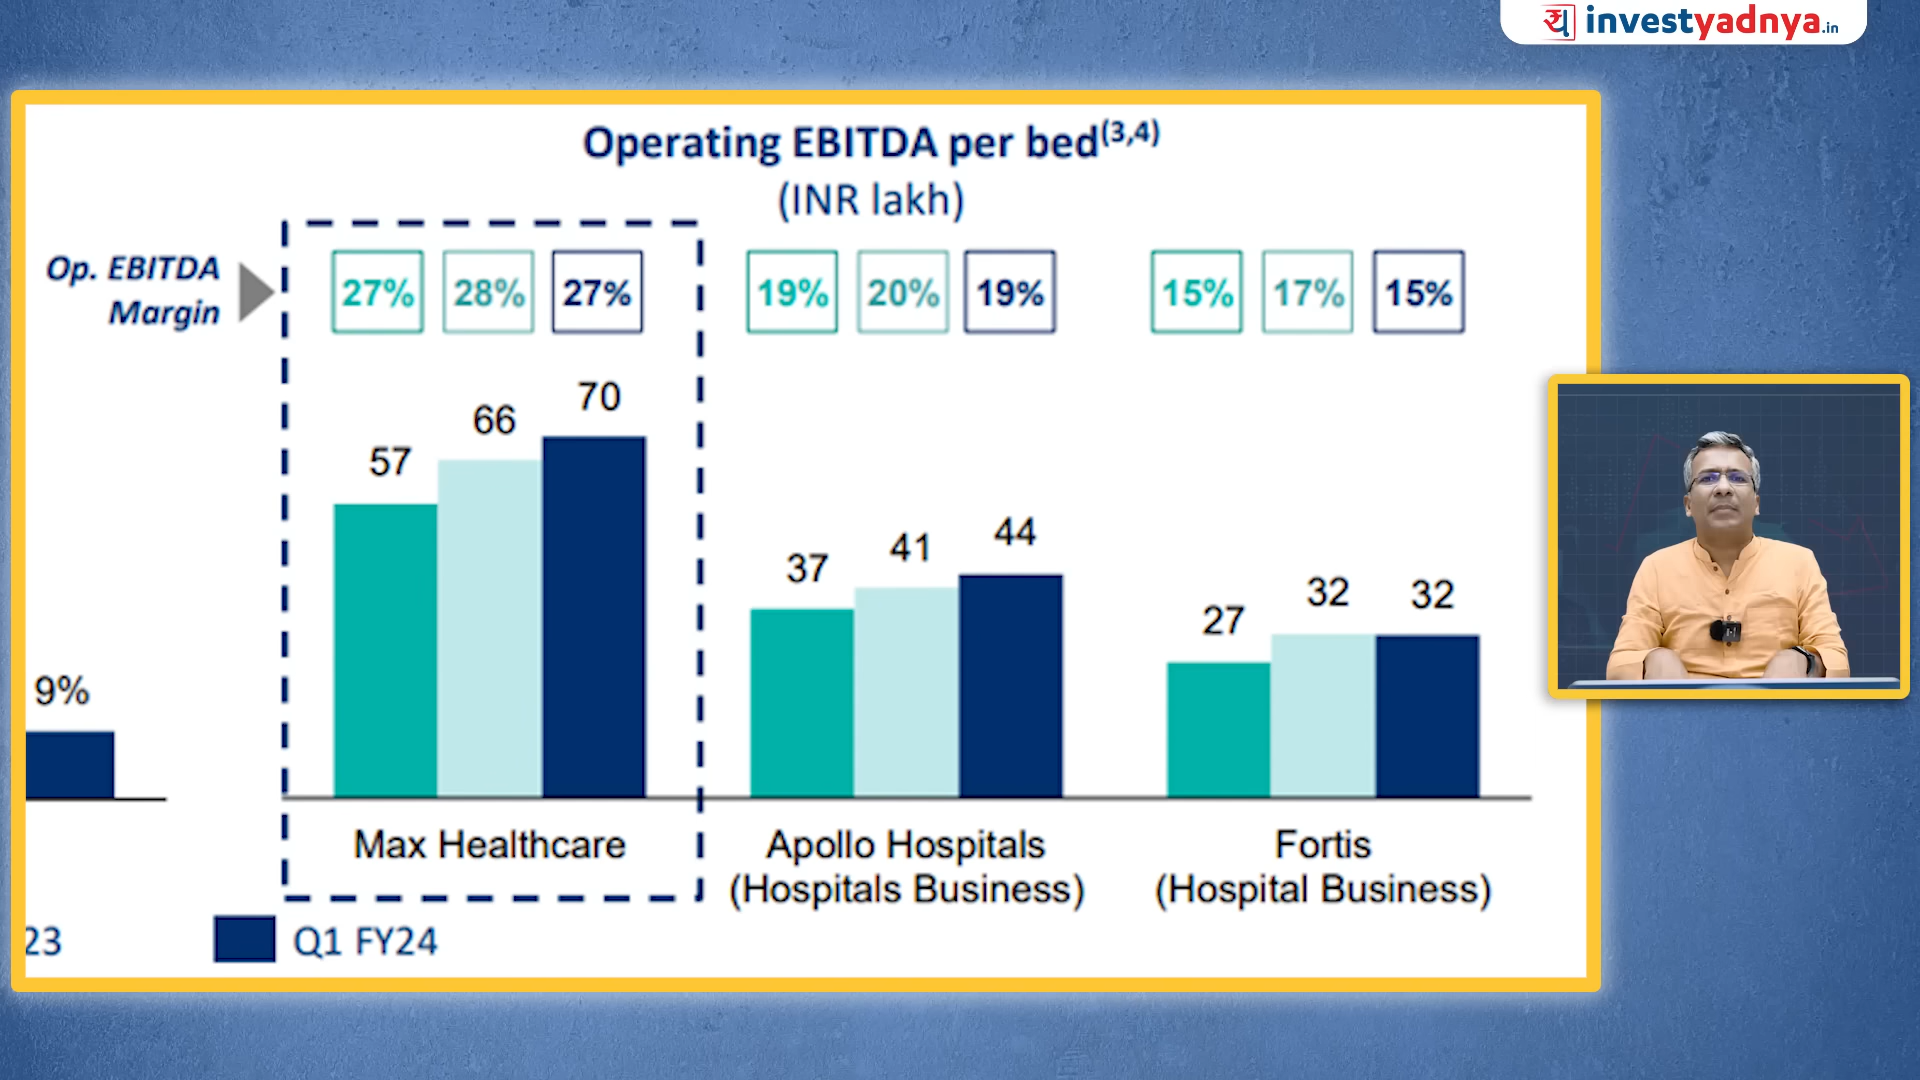 य investyadnya.in
Operating EBITDA per bed(3,4)
(INR lakh)
Op. EBITDA
Margin
27% 28% 27% 19% 20% 19% 15% 17% 15%
57 66 70 37 41 44 27 32 32
9%
Max Healthcare
Apollo Hospitals
(Hospitals Business)
Fortis
(Hospital Business)
23 Q1 FY24